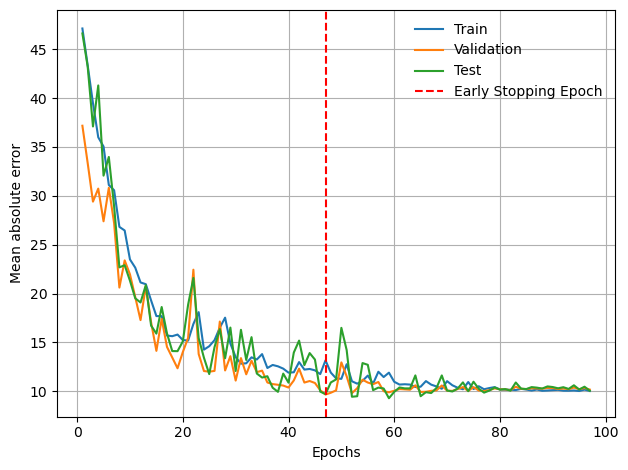 Train
Validation
Test
Early Stopping Epoch
Mean absolute error
45
40
35
30
25
20
15
10
0 20 40 60 80 100
Epochs